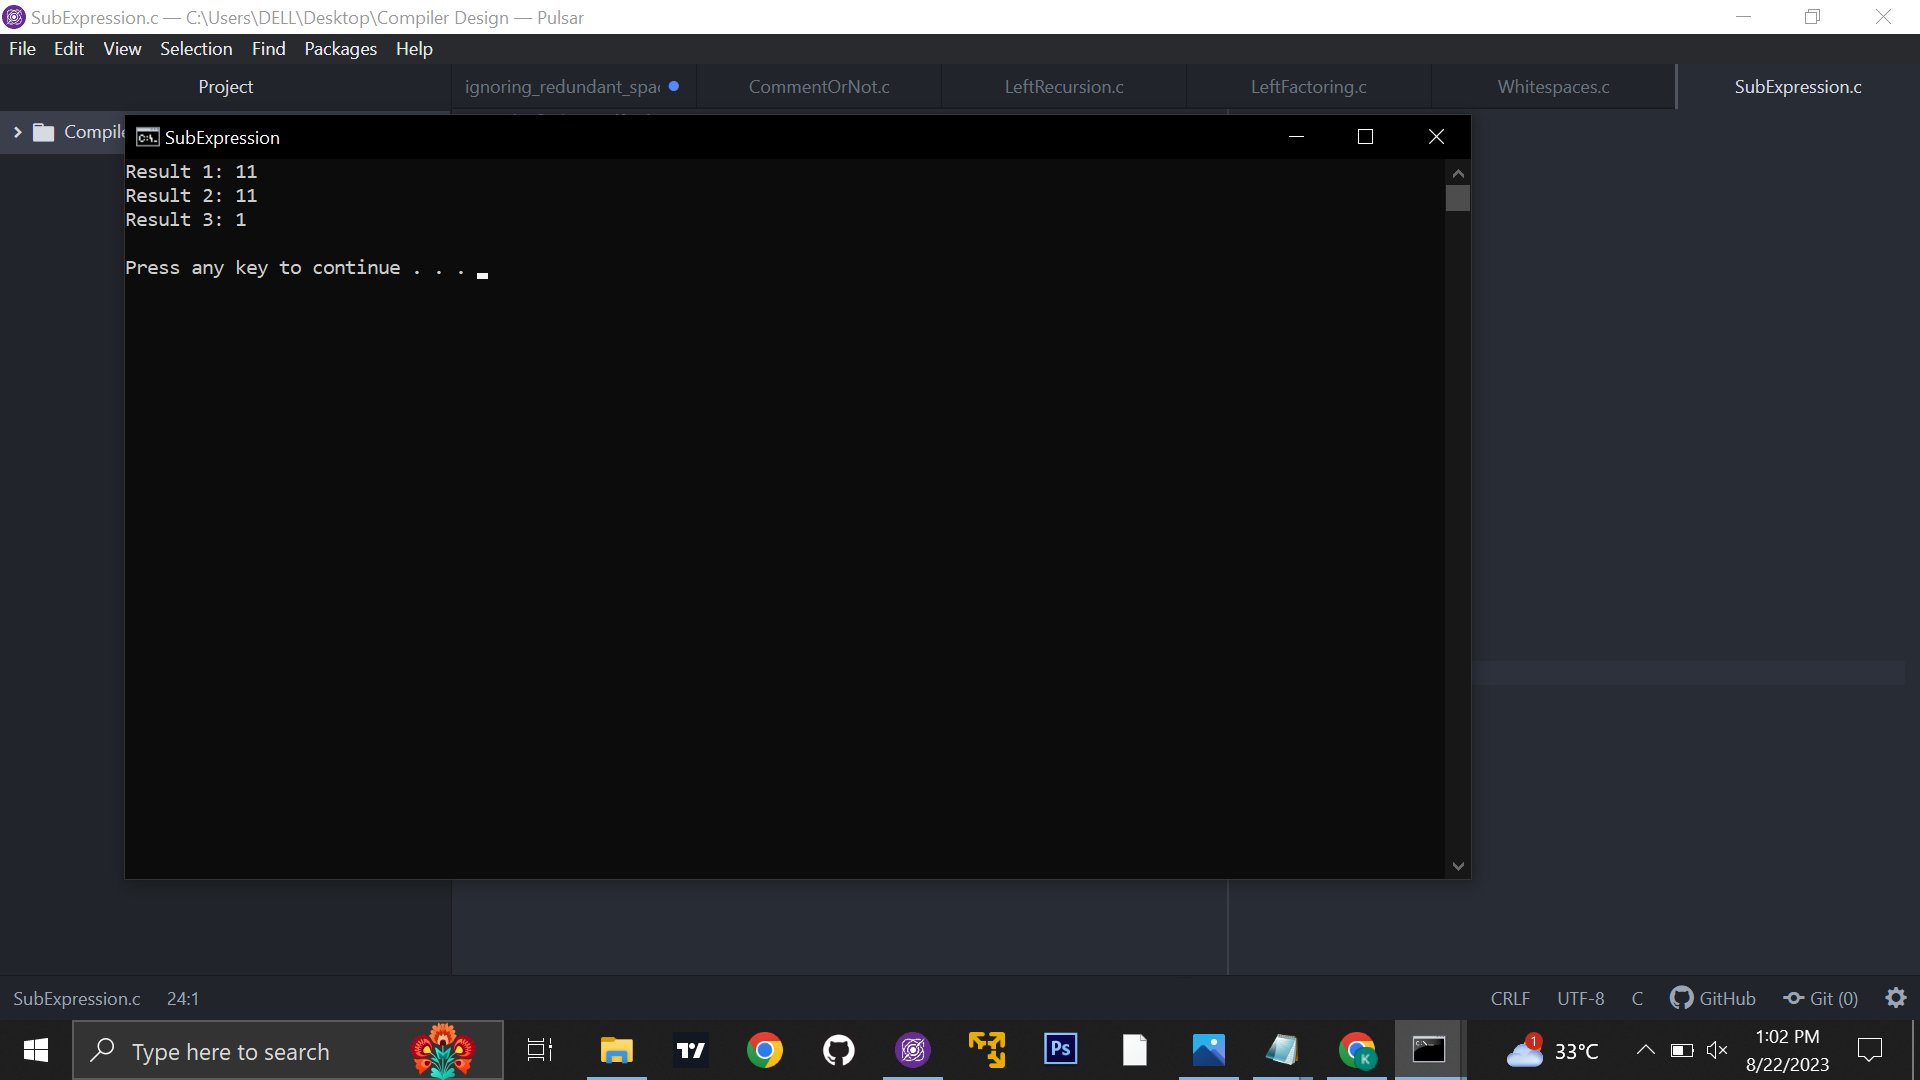 SubExpression.c — C:\Users\DELL\Desktop\Compiler Design — Pulsar
File Edit View Selection Find Packages Help
Project ignoring_redundant_spa CommentOrNot.c LeftRecursion.c LeftFactoring.c Whitespaces.c SubExpression.c
Compile
SubExpression
Result 1: 11
Result 2: 11
Result 3: 1
Press any key to continue . . .
SubExpression.c 24:1 CRLF UTF-8 C GitHub Git (0)
Type here to search Ps K 1 33°C 1:02 PM
8/22/2023